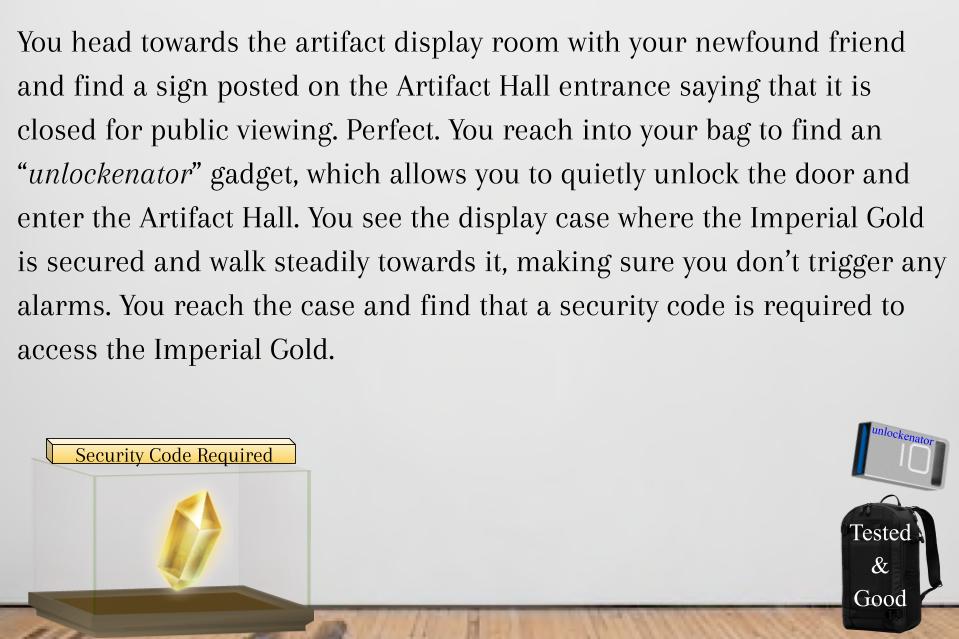 You head towards the artifact display room with your newfound friend
and find a sign posted on the Artifact Hall entrance saying that it is
closed for public viewing. Perfect. You reach into your bag to find an
“unlockenator” gadget, which allows you to quietly unlock the door and
enter the Artifact Hall. You see the display case where the Imperial Gold
is secured and walk steadily towards it, making sure you don’t trigger any
alarms. You reach the case and find that a security code is required to
access the Imperial Gold.
Security Code Required
unlockenator
10
Tested
&
Good